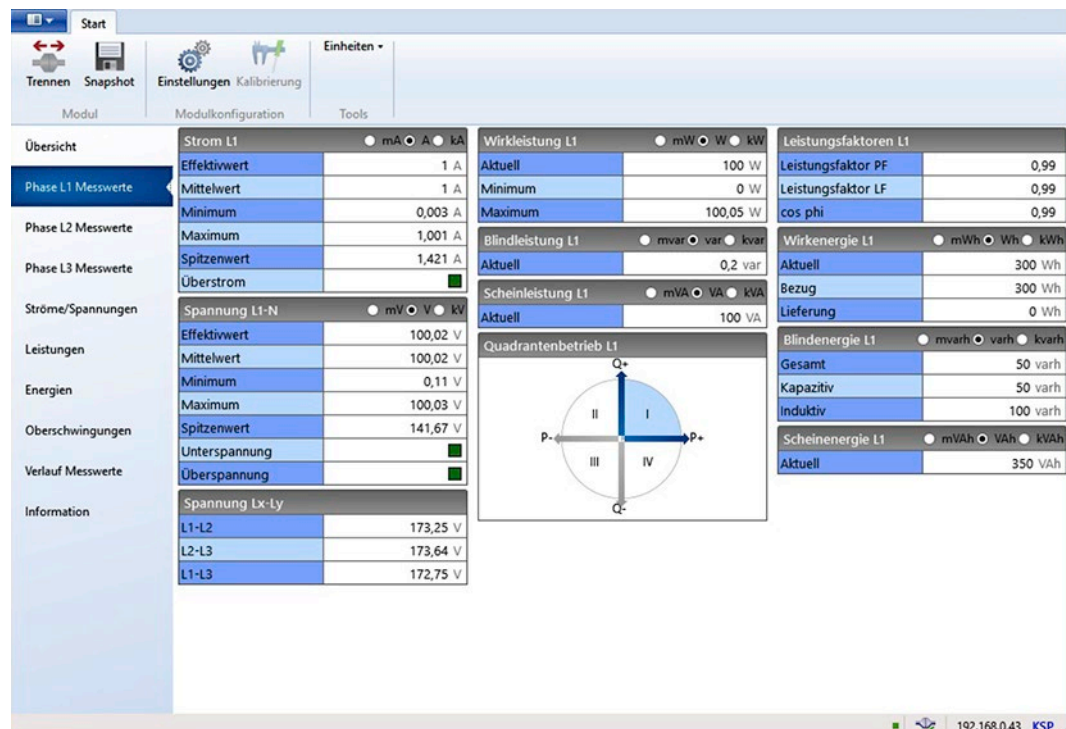 Start
Trennen Snapshot Einstellungen Kalibrierung Einheiten
Modul Modulkonfiguration Tools
Übersicht
Phase L1 Messwerte
Phase L2 Messwerte
Phase L3 Messwerte
Ströme/Spannungen
Leistungen
Energien
Oberschwingungen
Verlauf Messwerte
Information
Strom L1 mA A kA
Effektivwert 1 A
Mittelwert 1 A
Minimum 0,003 A
Maximum 1,001 A
Spitzenwert 1,421 A
Überstrom
Spannung L1-N mV V kV
Effektivwert 100,02 V
Mittelwert 100,02 V
Minimum 0,11 V
Maximum 100,03 V
Spitzenwert 141,67 V
Unterspannung
Überspannung
Spannung Lx-Ly
L1-L2 173,25 V
L2-L3 173,64 V
L1-L3 172,75 V
Wirkleistung L1 mW W kW
Aktuell 100 W
Minimum 0 W
Maximum 100,05 W
Blindleistung L1 mvar var kvar
Aktuell 0,2 var
Scheinleistung L1 mVA VA kVA
Aktuell 100 VA
Quadrantenbetrieb L1
Q+
II I
P- P+
III IV
Q-
Leistungsfaktoren L1
Leistungsfaktor PF 0,99
Leistungsfaktor LF 0,99
cos phi 0,99
Wirkenergie L1 mWh Wh kWh
Aktuell 300 Wh
Bezug 300 Wh
Lieferung 0 Wh
Blindenergie L1 mvarh varh kvarh
Gesamt 50 varh
Kapazitiv 50 varh
Induktiv 100 varh
Scheinenergie L1 mVAh VAh kVAh
Aktuell 350 VAh
192.168.0.43 KSP